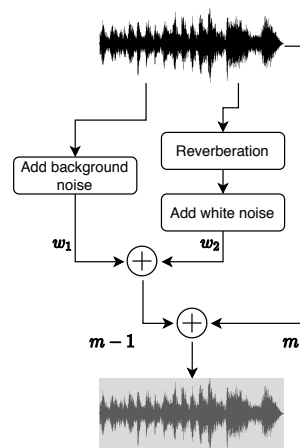 Reverberation
Add background
noise
Add white noise
w₁
w₂
m − 1
m